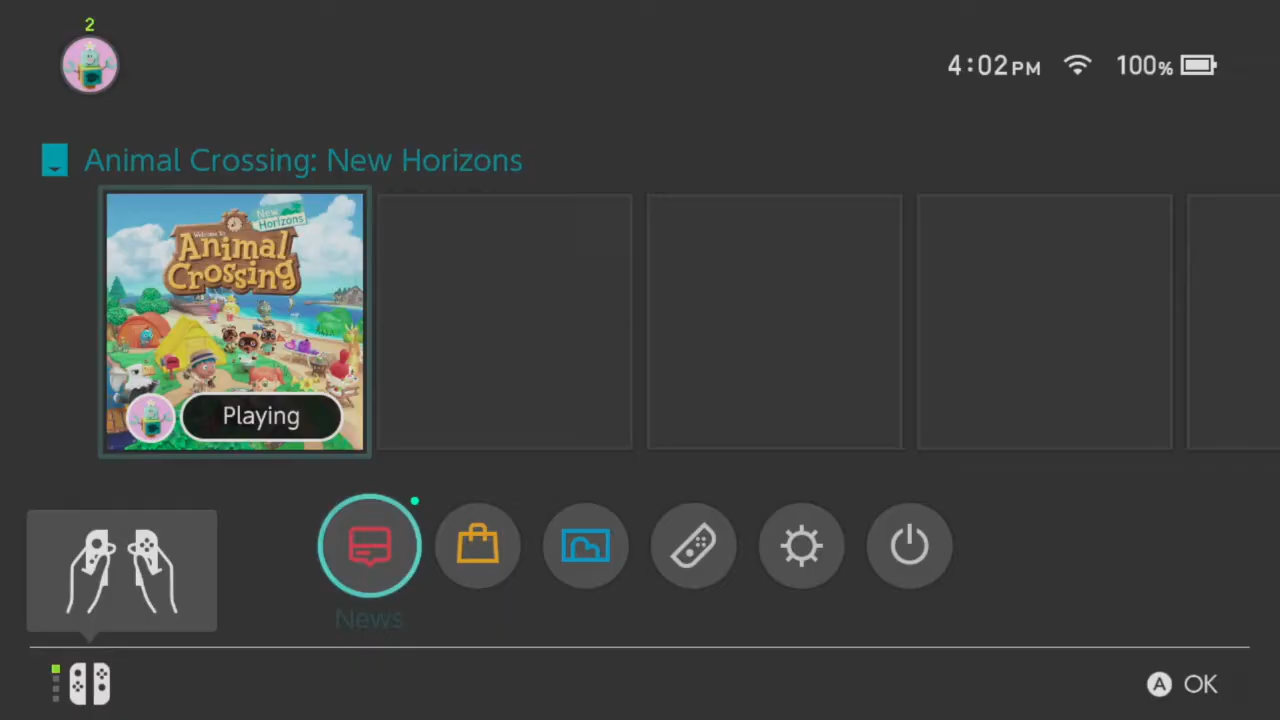 2
4:02PM 100%
Animal Crossing: New Horizons
New
Horizons
Welcome to
Animal
Crossing
Playing
News
A OK